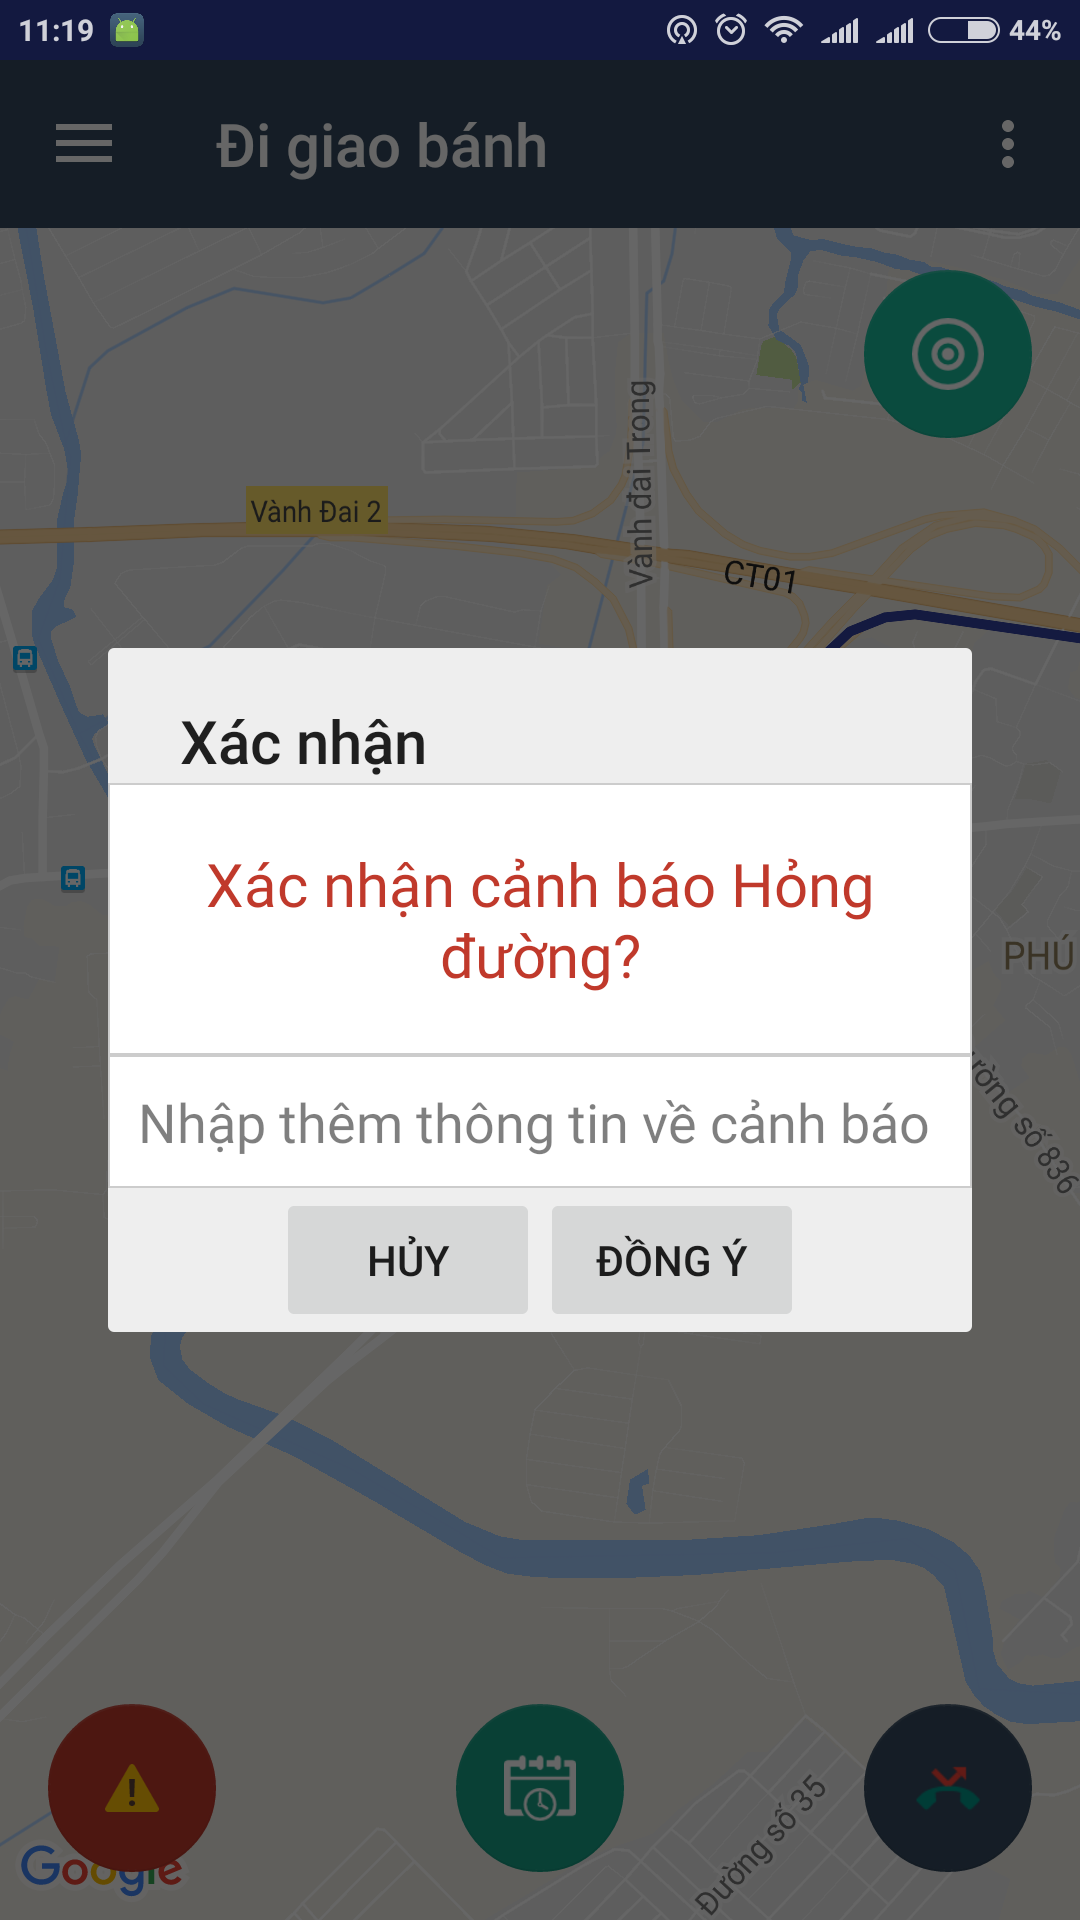 11:19
44%
Đi giao bánh
Vành đai Trong
Vành Đai 2
CT01
Xác nhận
Xác nhận cảnh báo Hỏng
đường?
PHÚ
ường số 836
Nhập thêm thông tin về cảnh báo
HỦY
ĐỒNG Ý
Đường số 35
Google